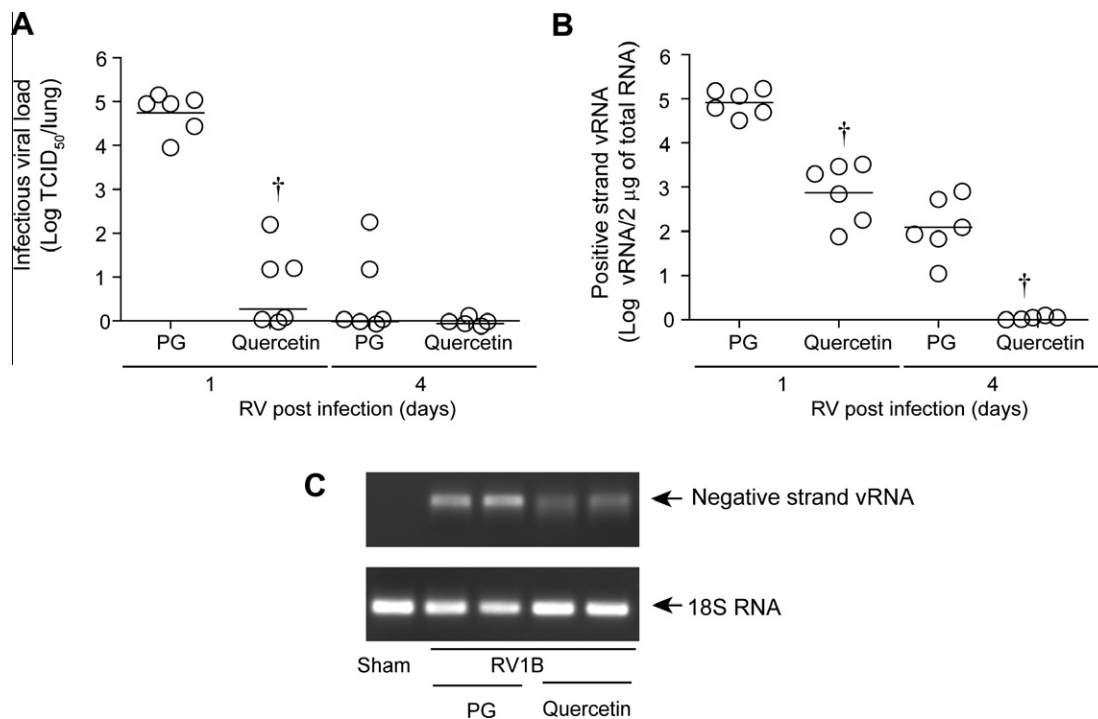 A
Infectious viral load
(Log TCID50/lung)
6
5
4
3
2
1
0
†
PG
Quercetin
PG
Quercetin
1
4
RV post infection (days)
B
Positive strand vRNA
(Log vRNA/2 μg of total RNA)
6
5
4
3
2
1
0
†
†
PG
Quercetin
PG
Quercetin
1
4
RV post infection (days)
C
Negative strand vRNA
18S RNA
Sham
RV1B
PG
Quercetin